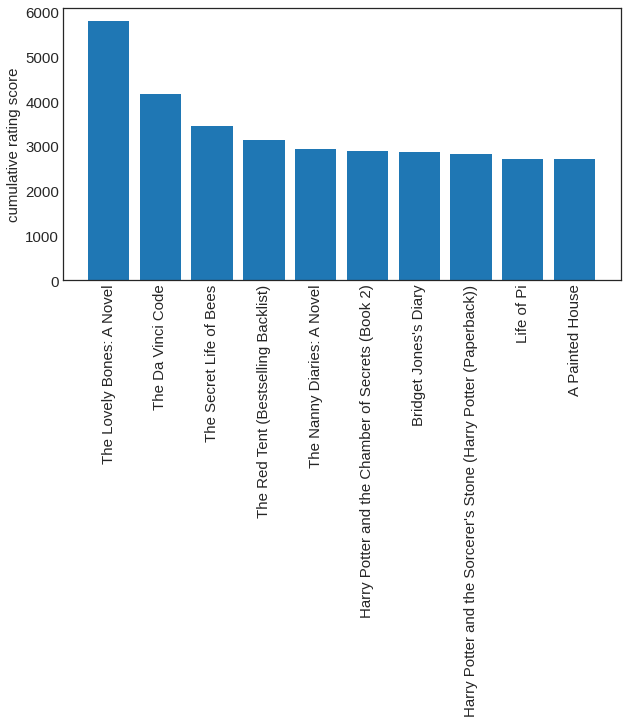 6000
5000
4000
3000
2000
1000
0
cumulative rating score
The Lovely Bones: A Novel
The Da Vinci Code
The Secret Life of Bees
The Red Tent (Bestselling Backlist)
The Nanny Diaries: A Novel
Harry Potter and the Chamber of Secrets (Book 2)
Bridget Jones's Diary
Harry Potter and the Sorcerer's Stone (Harry Potter (Paperback))
Life of Pi
A Painted House